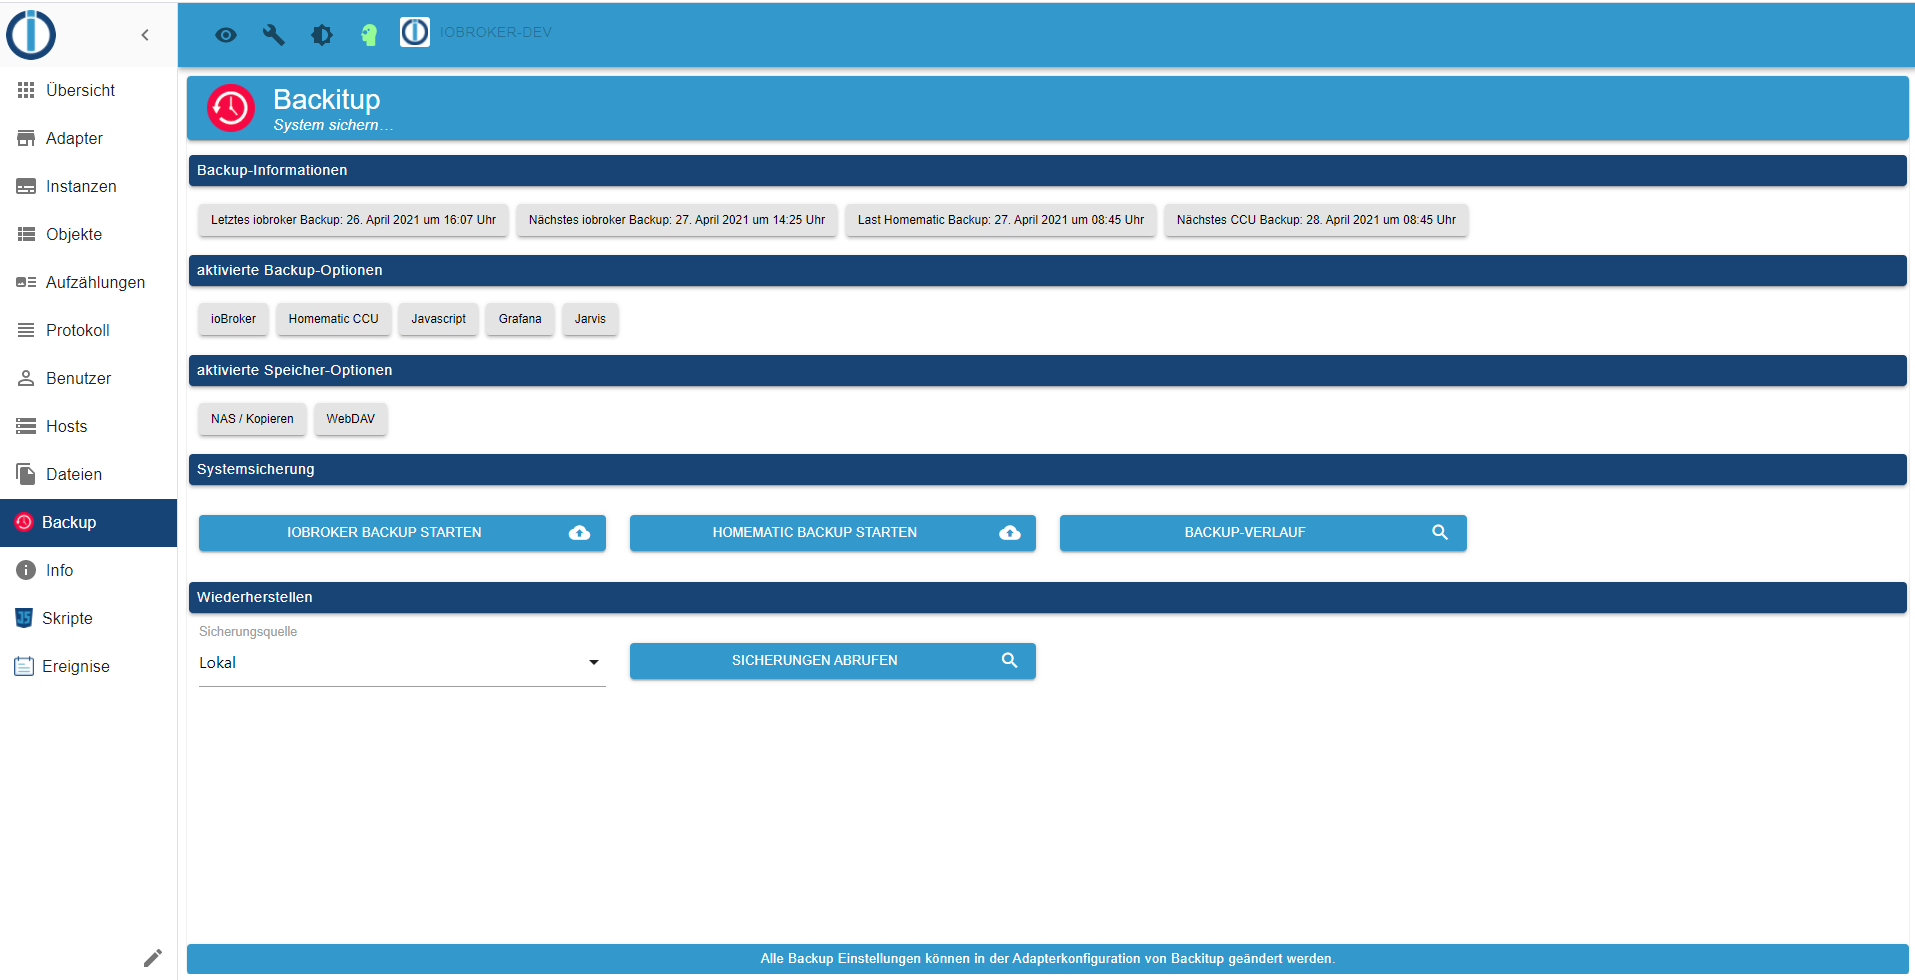 IOBROKER-DEV
Übersicht
Adapter
Instanzen
Objekte
Aufzählungen
Protokoll
Benutzer
Hosts
Dateien
Backup
Info
Skripte
Ereignise
Backitup
System sichern...
Backup-Informationen
Letztes iobroker Backup: 26. April 2021 um 16:07 Uhr
Nächstes iobroker Backup: 27. April 2021 um 14:25 Uhr
Last Homematic Backup: 27. April 2021 um 08:45 Uhr
Nächstes CCU Backup: 28. April 2021 um 08:45 Uhr
aktivierte Backup-Optionen
ioBroker
Homematic CCU
Javascript
Grafana
Jarvis
aktivierte Speicher-Optionen
NAS / Kopieren
WebDAV
Systemsicherung
IOBROKER BACKUP STARTEN
HOMEMATIC BACKUP STARTEN
BACKUP-VERLAUF
Wiederherstellen
Sicherungsquelle
Lokal
SICHERUNGEN ABRUFEN
Alle Backup Einstellungen können in der Adapterkonfiguration von Backitup geändert werden.